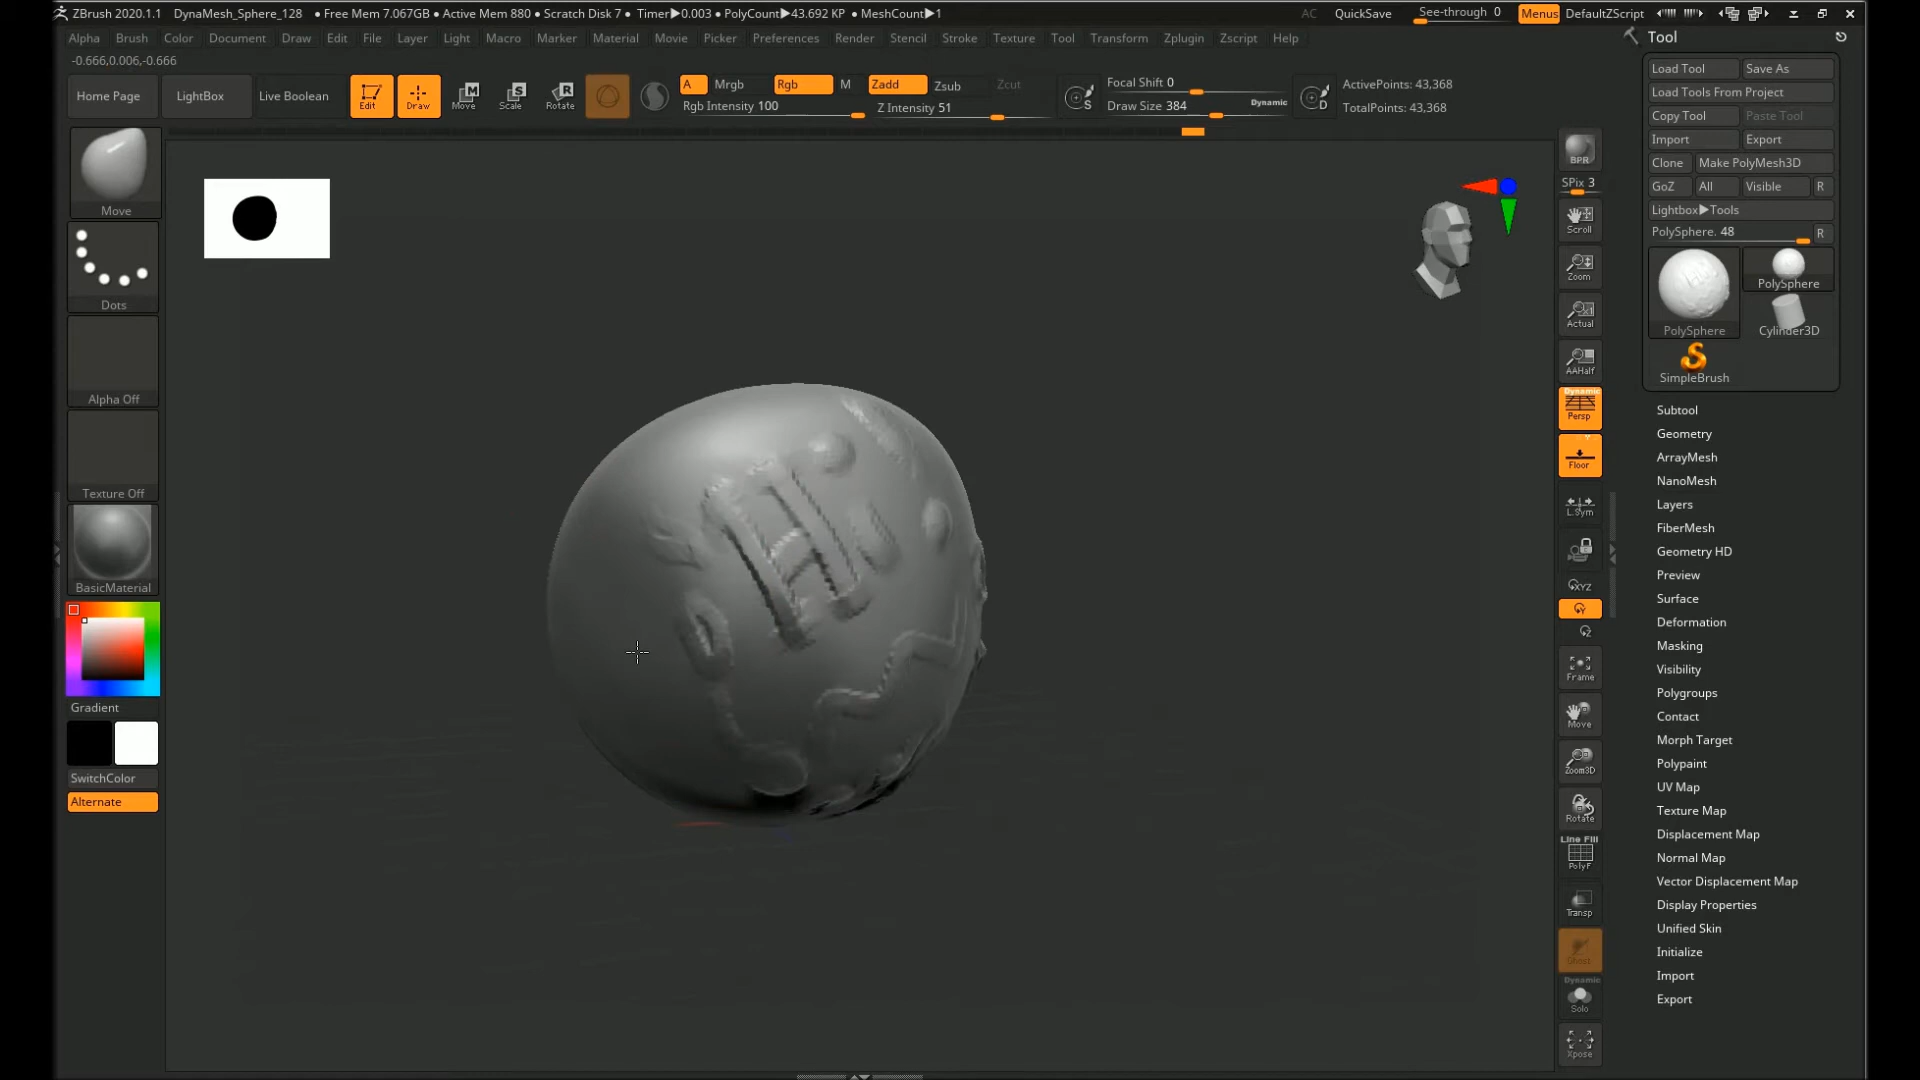 ZBrush 2020.1.1 DynaMesh_Sphere_128 • Free Mem 7.067GB • Active Mem 880 • Scratch Disk 7 • Timer▶0.003 • PolyCount▶43.692 KP • MeshCount▶1 AC QuickSave See-through 0 Menus DefaultZScript
Alpha Brush Color Document Draw Edit File Layer Light Macro Marker Material Movie Picker Preferences Render Stencil Stroke Texture Tool Transform Zplugin Zscript Help
-0.666,0.006,-0.666
Home Page LightBox Live Boolean Edit Draw Move Scale Rotate
A Mrgb Rgb M Zadd Zsub Zcut
Rgb Intensity 100 Z Intensity 51
S Focal Shift 0
Draw Size 384 Dynamic D
ActivePoints: 43,368
TotalPoints: 43,368
Move
Dots
Alpha Off
Texture Off
BasicMaterial
Gradient
SwitchColor
Alternate
Hi
BPR
SPix 3
Scroll
Zoom
Actual
AAHalf
Dynamic
Persp
Floor
L.Sym
XYZ
Y
Z
Frame
Move
Zoom3D
Rotate
Line Fill
PolyF
Transp
Ghost
Dynamic
Solo
Xpose
Tool
Load Tool Save As
Load Tools From Project
Copy Tool Paste Tool
Import Export
Clone Make PolyMesh3D
GoZ All Visible R
Lightbox▶Tools
PolySphere. 48 R
PolySphere PolySphere
Cylinder3D
SimpleBrush
Subtool
Geometry
ArrayMesh
NanoMesh
Layers
FiberMesh
Geometry HD
Preview
Surface
Deformation
Masking
Visibility
Polygroups
Contact
Morph Target
Polypaint
UV Map
Texture Map
Displacement Map
Normal Map
Vector Displacement Map
Display Properties
Unified Skin
Initialize
Import
Export